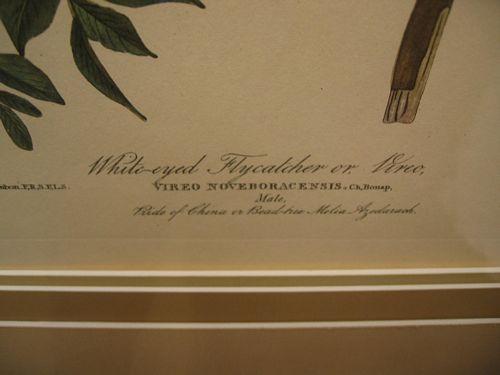 White-eyed Flycatcher or Vireo,
F.R.S.F.L.S.
VIREO NOVEBORACENSIS, Ch, Bonap,
Male,
Pride of China or Bead-tree Melia Azedarach.